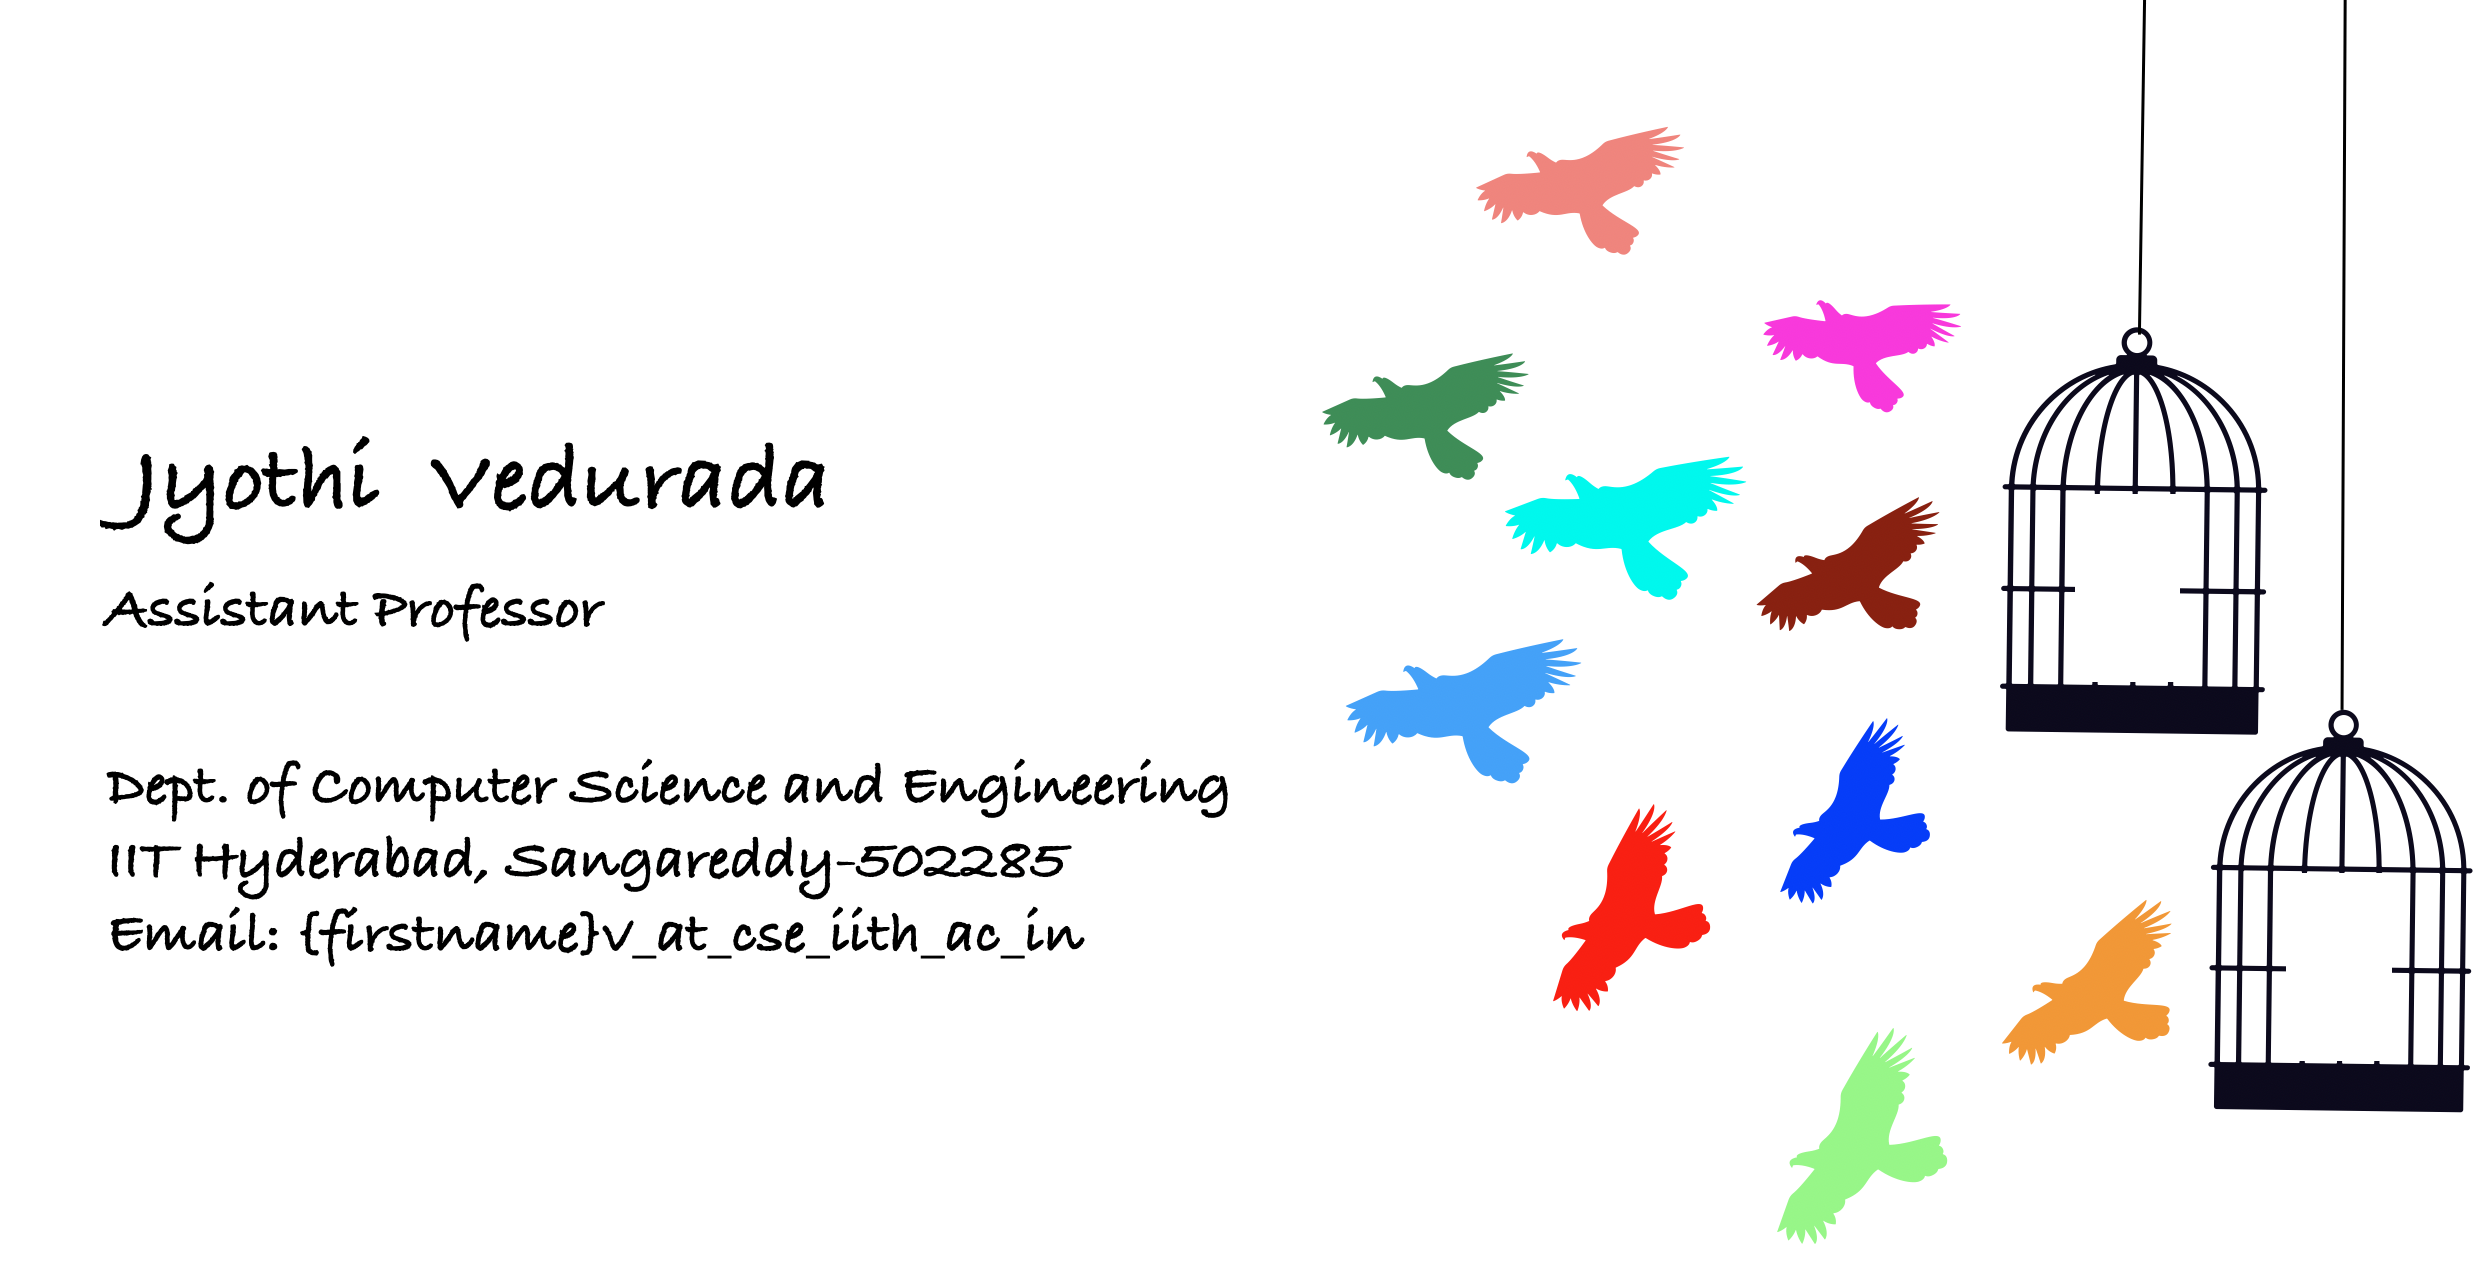 Jyothi Vedurada
Assistant Professor
Dept. of Computer Science and Engineering
IIT Hyderabad, Sangareddy-502285
Email: {firstname}v_at_cse_iith_ac_in